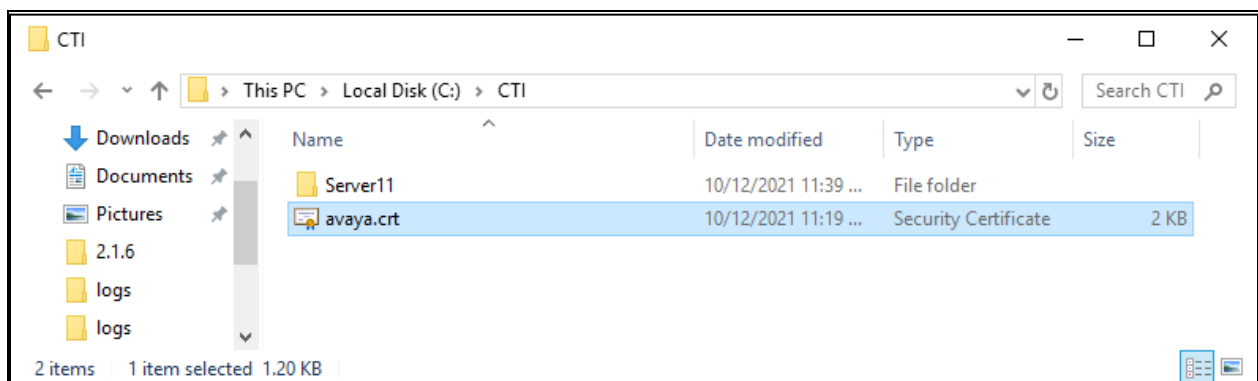 CTI
This PC > Local Disk (C:) > CTI
Search CTI
Downloads
Documents
Pictures
2.1.6
logs
logs
Name Date modified Type Size
Server11 10/12/2021 11:39 ... File folder
avaya.crt 10/12/2021 11:19 ... Security Certificate 2 KB
2 items 1 item selected 1.20 KB